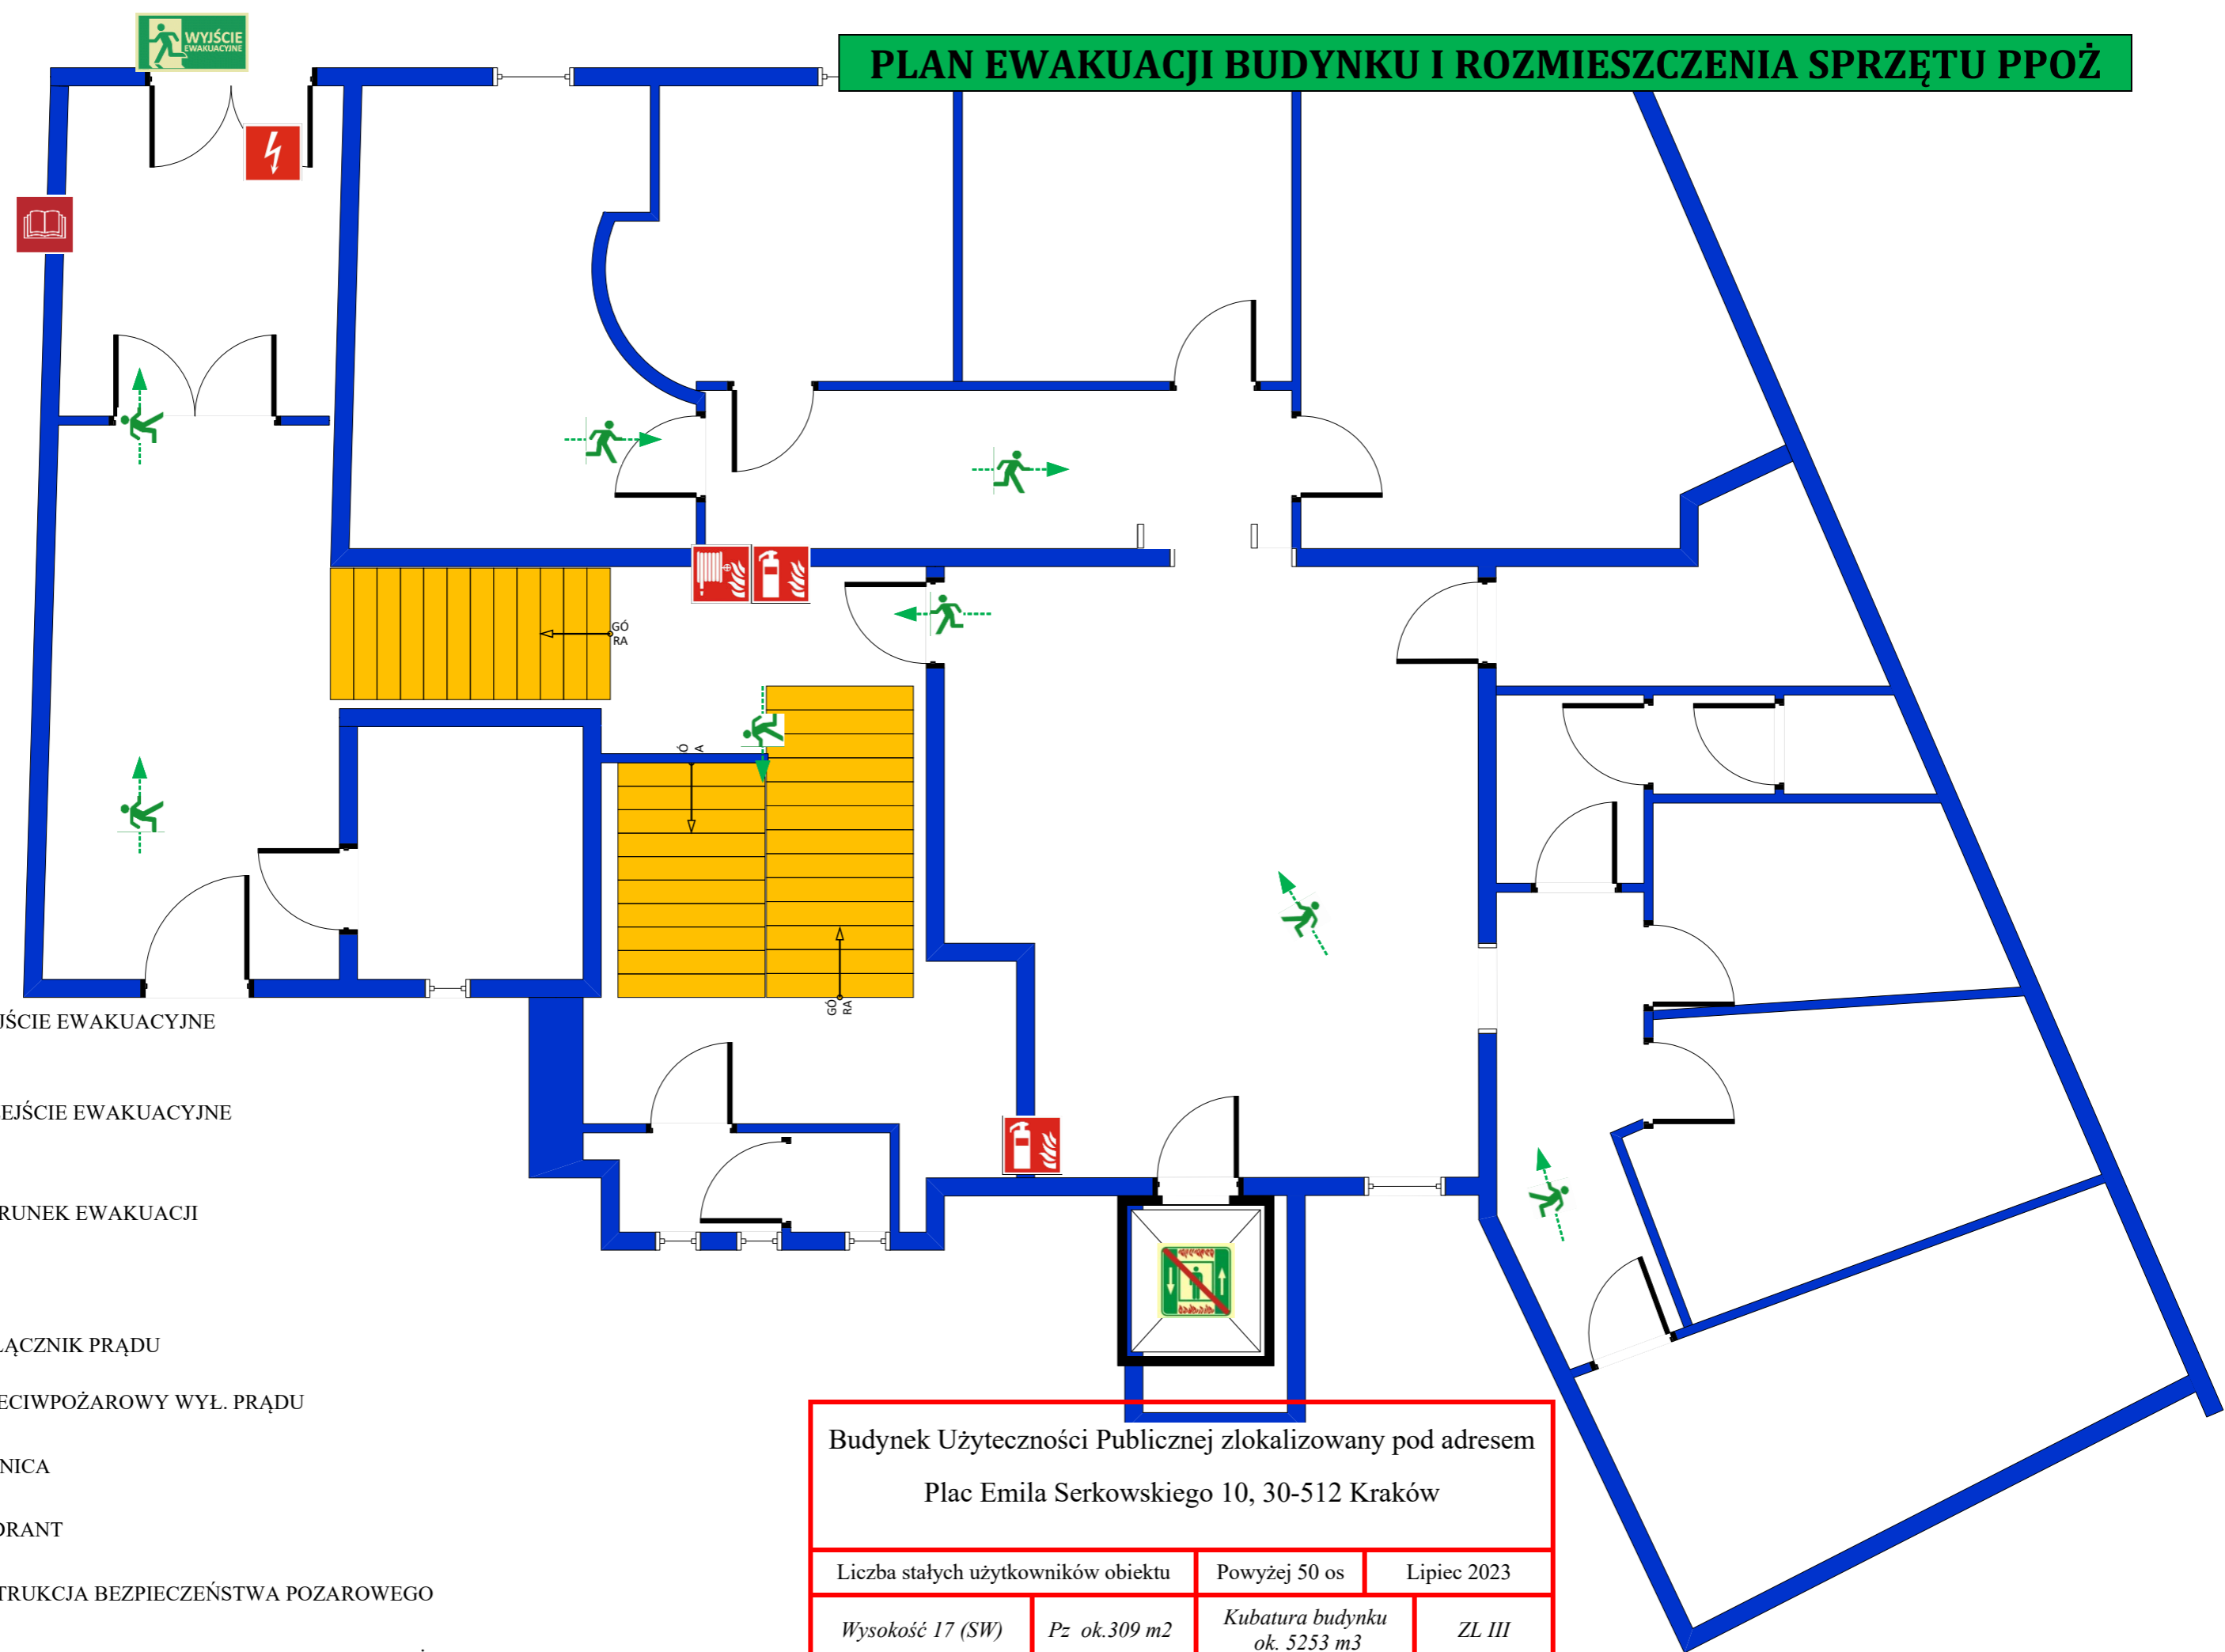 WYJŚCIE
EWAKUACYJNE
PLAN EWAKUACJI BUDYNKU I ROZMIESZCZENIA SPRZĘTU PPOŻ
GÓ
RA
Ó
A
GÓ
RA
JŚCIE EWAKUACYJNE
EJŚCIE EWAKUACYJNE
RUNEK EWAKUACJI
ŁĄCZNIK PRĄDU
ECIWPOŻAROWY WYŁ. PRĄDU
NICA
DRANT
TRUKCJA BEZPIECZEŃSTWA POZAROWEGO
Budynek Użyteczności Publicznej zlokalizowany pod adresem
Plac Emila Serkowskiego 10, 30-512 Kraków
Liczba stałych użytkowników obiektu Powyżej 50 os Lipiec 2023
Wysokość 17 (SW) Pz ok.309 m2 Kubatura budynku ok. 5253 m3 ZL III